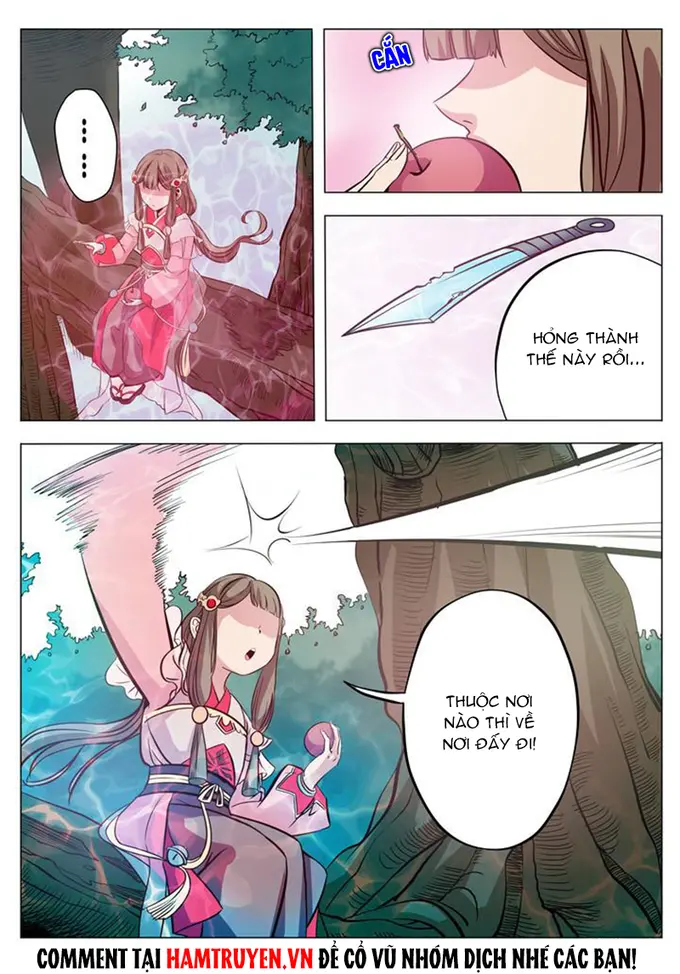 ......
CẮN
HỎNG THÀNH
THẾ NÀY RỒI...
THUỘC NƠI
NÀO THÌ VỀ
NƠI ĐẤY ĐI!
COMMENT TẠI HAMTRUYEN.VN ĐỂ CỔ VŨ NHÓM DỊCH NHÉ CÁC BẠN!